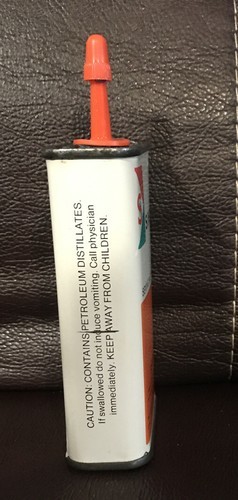 CAUTION: CONTAINS PETROLEUM DISTILLATES.
If swallowed do not induce vomiting. Call physician
immediately. KEEP AWAY FROM CHILDREN.